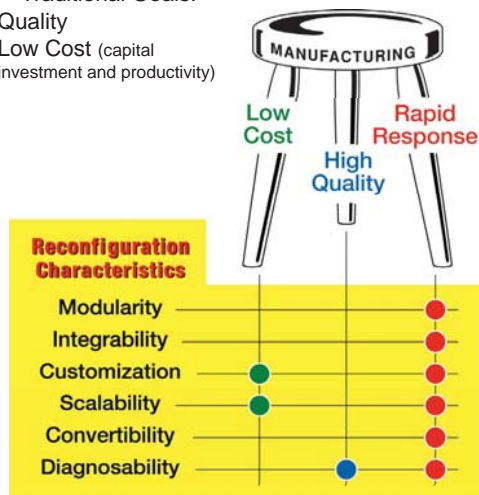 Quality
Low Cost (capital
investment and productivity)
MANUFACTURING
Low
Cost
High
Quality
Rapid
Response
Reconfiguration
Characteristics
Modularity
Integrability
Customization
Scalability
Convertibility
Diagnosability